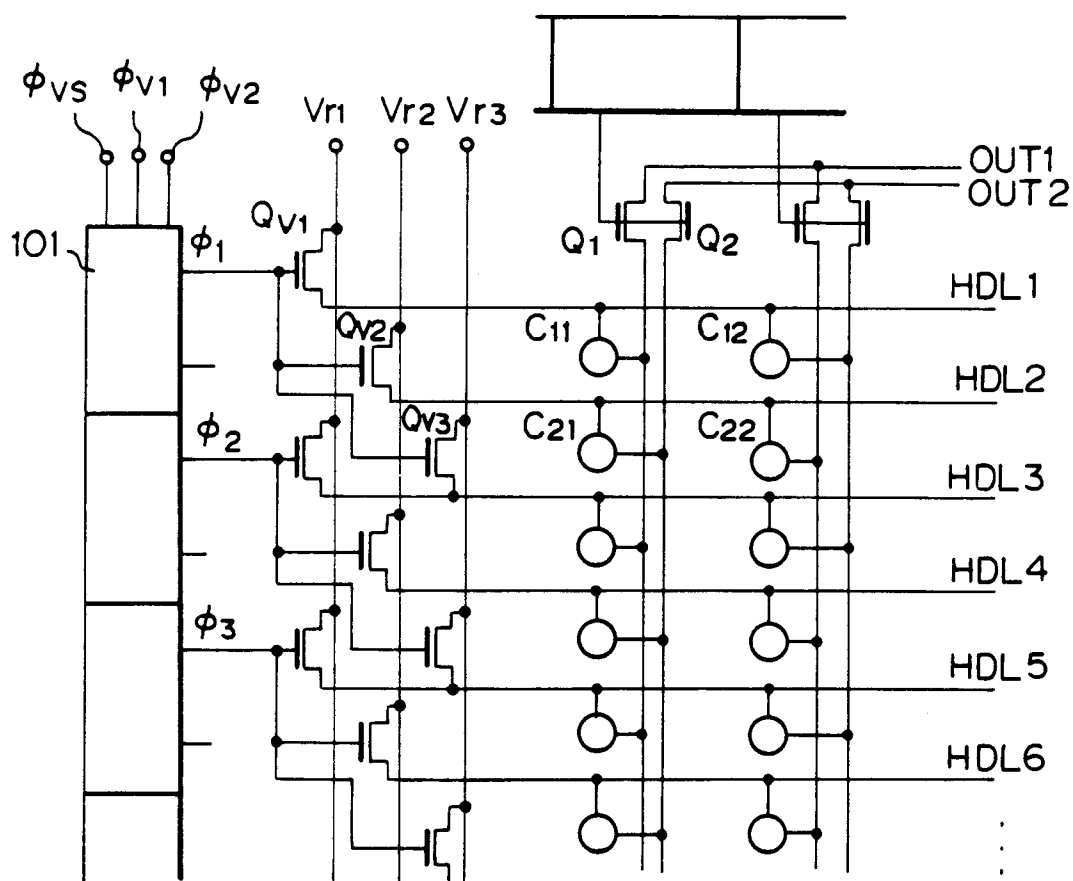 φVS φV1 φV2
Vr1 Vr2 Vr3
OUT1
OUT2
101
φ1
QV1
Q1 Q2
HDL1
QV2
C11 C12
HDL2
φ2
QV3
C21 C22
HDL3
HDL4
φ3
HDL5
HDL6